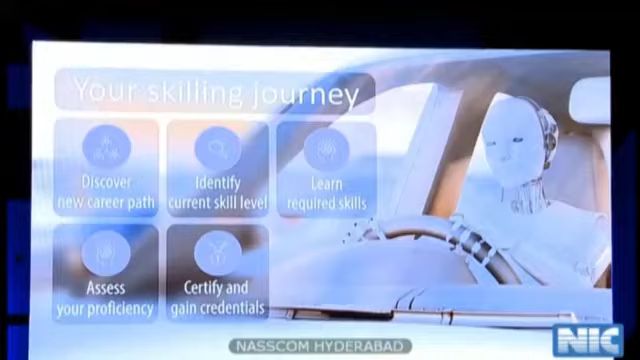 Your skilling journey
Discover
new career path
Identify
current skill level
Learn
required skills
Assess
your proficiency
Certify and
gain credentials
NASSCOM HYDERABAD
NIC